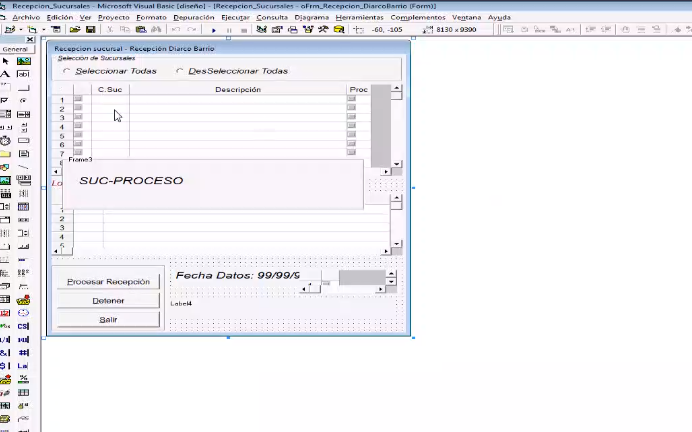 Recepcion_Sucursales - Microsoft Visual Basic [diseño] - [Recepcion_Sucursales - oFrm_Recepcion_DiarcoBarrio (Form)]
Archivo Edición Ver Proyecto Formato Depuración Ejecutar Consulta Diagrama Herramientas Complementos Ventana Ayuda
-60, -105 8130 x 9390
General
Recepcion sucursal - Recepción Diarco Barrio
Selección de Sucursales
Seleccionar Todas DesSeleccionar Todas
C.Suc Descripción Proc
1
2
3
4
5
6
7
Frame3
SUC-PROCESO
1
2
3
4
5
Procesar Recepción
Detener
Salir
Fecha Datos: 99/99/9
Label4